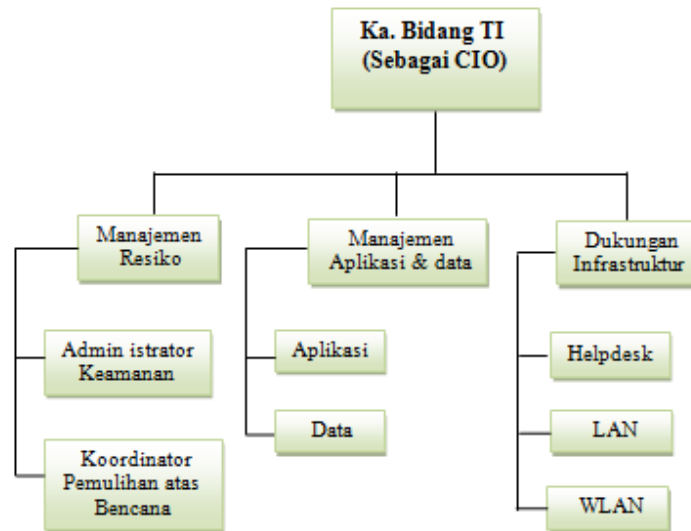 Ka. Bidang TI
(Sebagai CIO)
Manajemen
Resiko
Manajemen
Aplikasi & data
Dukungan
Infrastruktur
Admin istrator
Keamanan
Aplikasi
Helpdesk
Koordinator
Pemulihan atas
Bencana
Data
LAN
WLAN